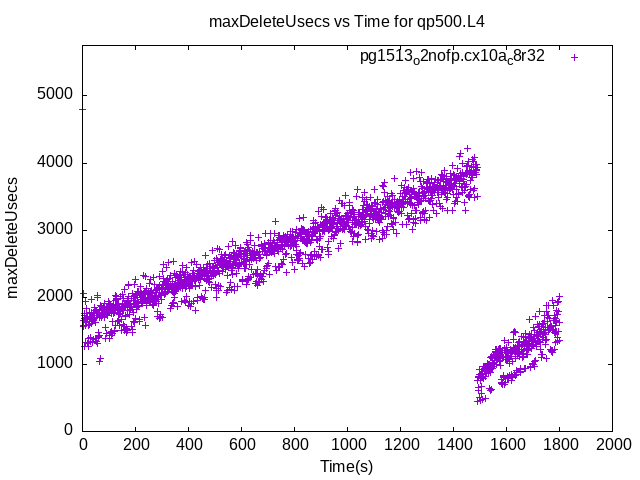 maxDeleteUsecs vs Time for qp500.L4
pg1513o2nofp.cx10ac8r32
5000
4000
3000
2000
1000
0
maxDeleteUsecs
0 200 400 600 800 1000 1200 1400 1600 1800 2000
Time(s)